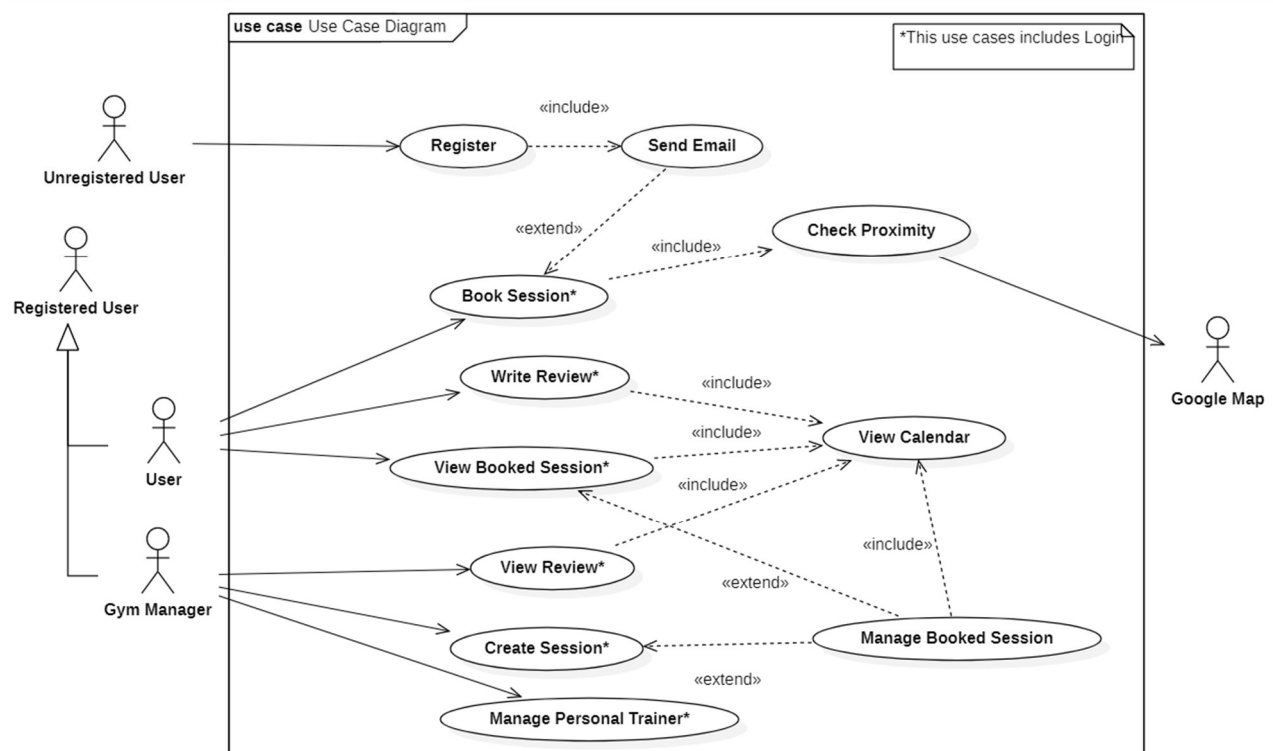 use case Use Case Diagram
*This use cases includes Login
«include»
Register
Send Email
Unregistered User
«extend»
Check Proximity
«include»
Registered User
Book Session*
Write Review*
«include»
Google Map
«include»
View Calendar
User
View Booked Session*
«include»
«include»
View Review*
«extend»
Gym Manager
Create Session*
Manage Booked Session
«extend»
Manage Personal Trainer*